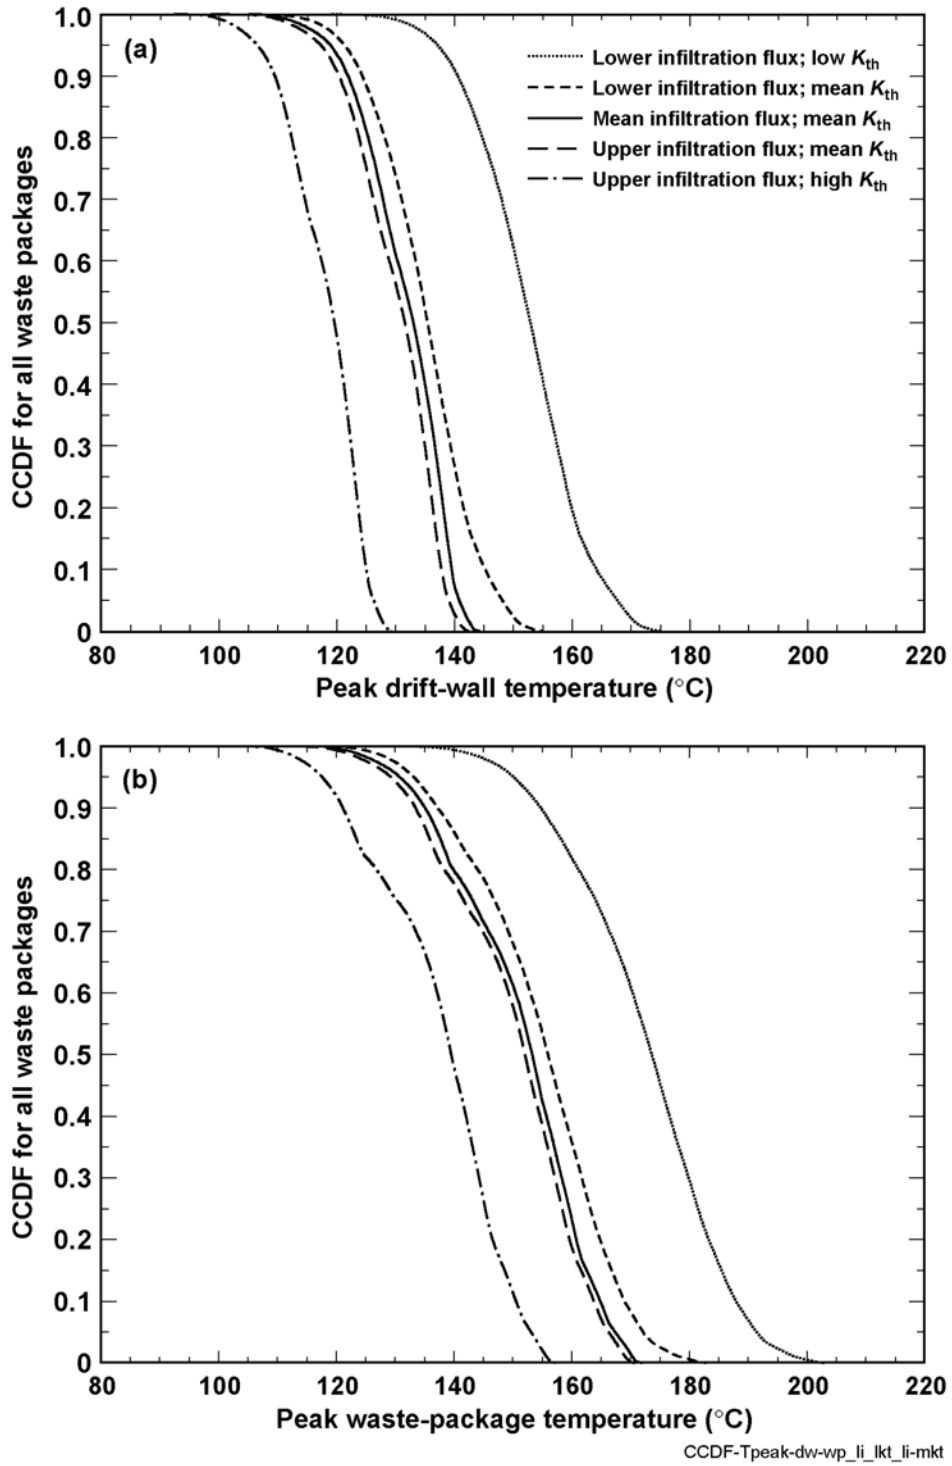 1.0
(a)
Lower infiltration flux; low Kth
0.9
Lower infiltration flux; mean Kth
Mean infiltration flux; mean Kth
0.8
Upper infiltration flux; mean Kth
Upper infiltration flux; high Kth
0.7
0.6
0.5
0.4
0.3
0.2
0.1
0
CCDF for all waste packages
80 100 120 140 160 180 200 220
Peak drift-wall temperature (°C)
1.0
(b)
0.9
0.8
0.7
0.6
0.5
0.4
0.3
0.2
0.1
0
CCDF for all waste packages
80 100 120 140 160 180 200 220
Peak waste-package temperature (°C)
CCDF-Tpeak-dw-wp_li_lkt_li-mkt